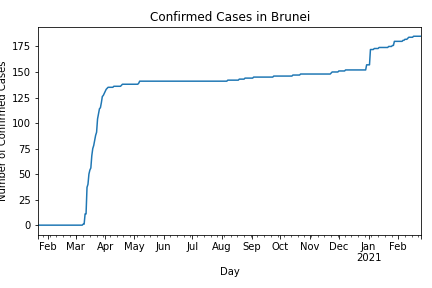 Confirmed Cases in Brunei
Number of Confirmed Cases
175
150
125
100
75
50
25
0
Feb Mar Apr May Jun Jul Aug Sep Oct Nov Dec Jan Feb
2021
Day